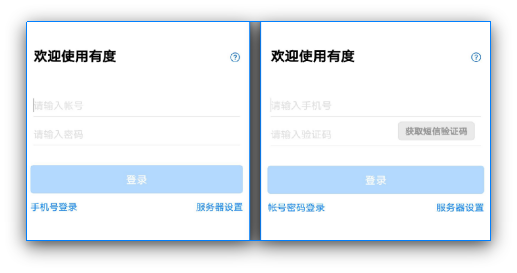 欢迎使用有度
请输入帐号
请输入密码
登录
手机号登录 服务器设置
欢迎使用有度
请输入手机号
请输入验证码 获取短信验证码
登录
帐号密码登录 服务器设置